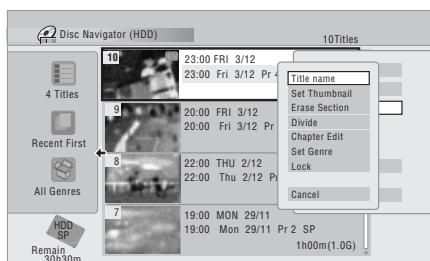 Disc Navigator (HDD)
10Titles
4 Titles
Recent First
All Genres
HDD
SP
Remain
30h30m
10
23:00 FRI 3/12
23:00 Fri 3/12 Pr 4
9
20:00 FRI 3/12
20:00 Fri 3/12 Pr
8
22:00 THU 2/12
22:00 Thu 2/12 Pr
7
19:00 MON 29/11
19:00 Mon 29/11 Pr 2 SP
1h00m(1.0G)
Title name
Set Thumbnail
Erase Section
Divide
Chapter Edit
Set Genre
Lock
Cancel